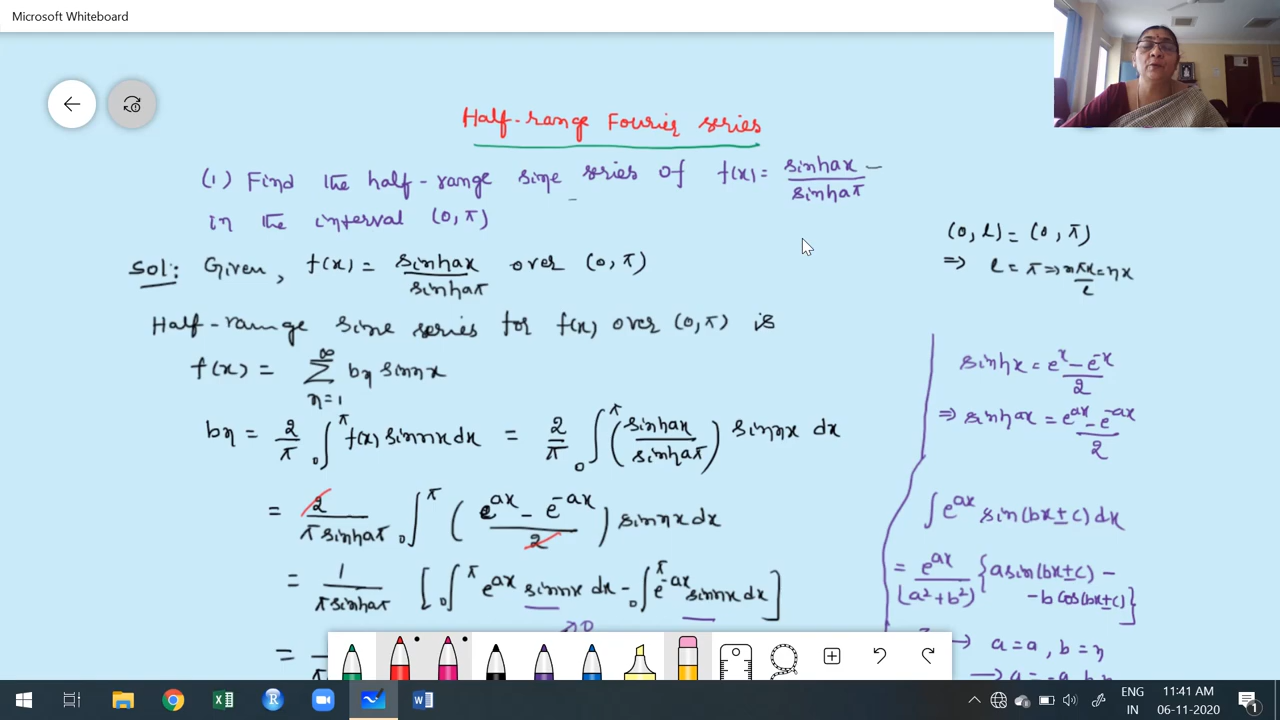 Microsoft Whiteboard
Half-range Fourier series
(1) Find the half-range sine series of f(x) = sinhax / sinhaπ
in the interval (0, π)
(0, l) = (0, π)
⇒ l = π ⇒ nπx/l = nx
Sol: Given, f(x) = sinhax / sinhaπ over (0, π)
Half-range sine series for f(x) over (0, π) is
f(x) = ∑_{n=1}^{∞} bn sinnx
bn = 2/π ∫_0^π f(x) sinnx dx = 2/π ∫_0^π (sinhax / sinhaπ) sinnx dx
= 2/(π sinhaπ) ∫_0^π ((e^{ax} - e^{-ax})/2) sinnx dx
= 1/(π sinhaπ) [∫_0^π e^{ax} sinnx dx - ∫_0^π e^{-ax} sinnx dx]
=
sinhx = (e^x - e^{-x})/2
⇒ sinhax = (e^{ax} - e^{-ax})/2
∫ e^{ax} sin(bx ± c) dx
= e^{ax}/(a² + b²) {a sin(bx ± c) -
- b cos(bx ± c)}
→ a = a, b = n
ENG
IN
11:41 AM
06-11-2020
1